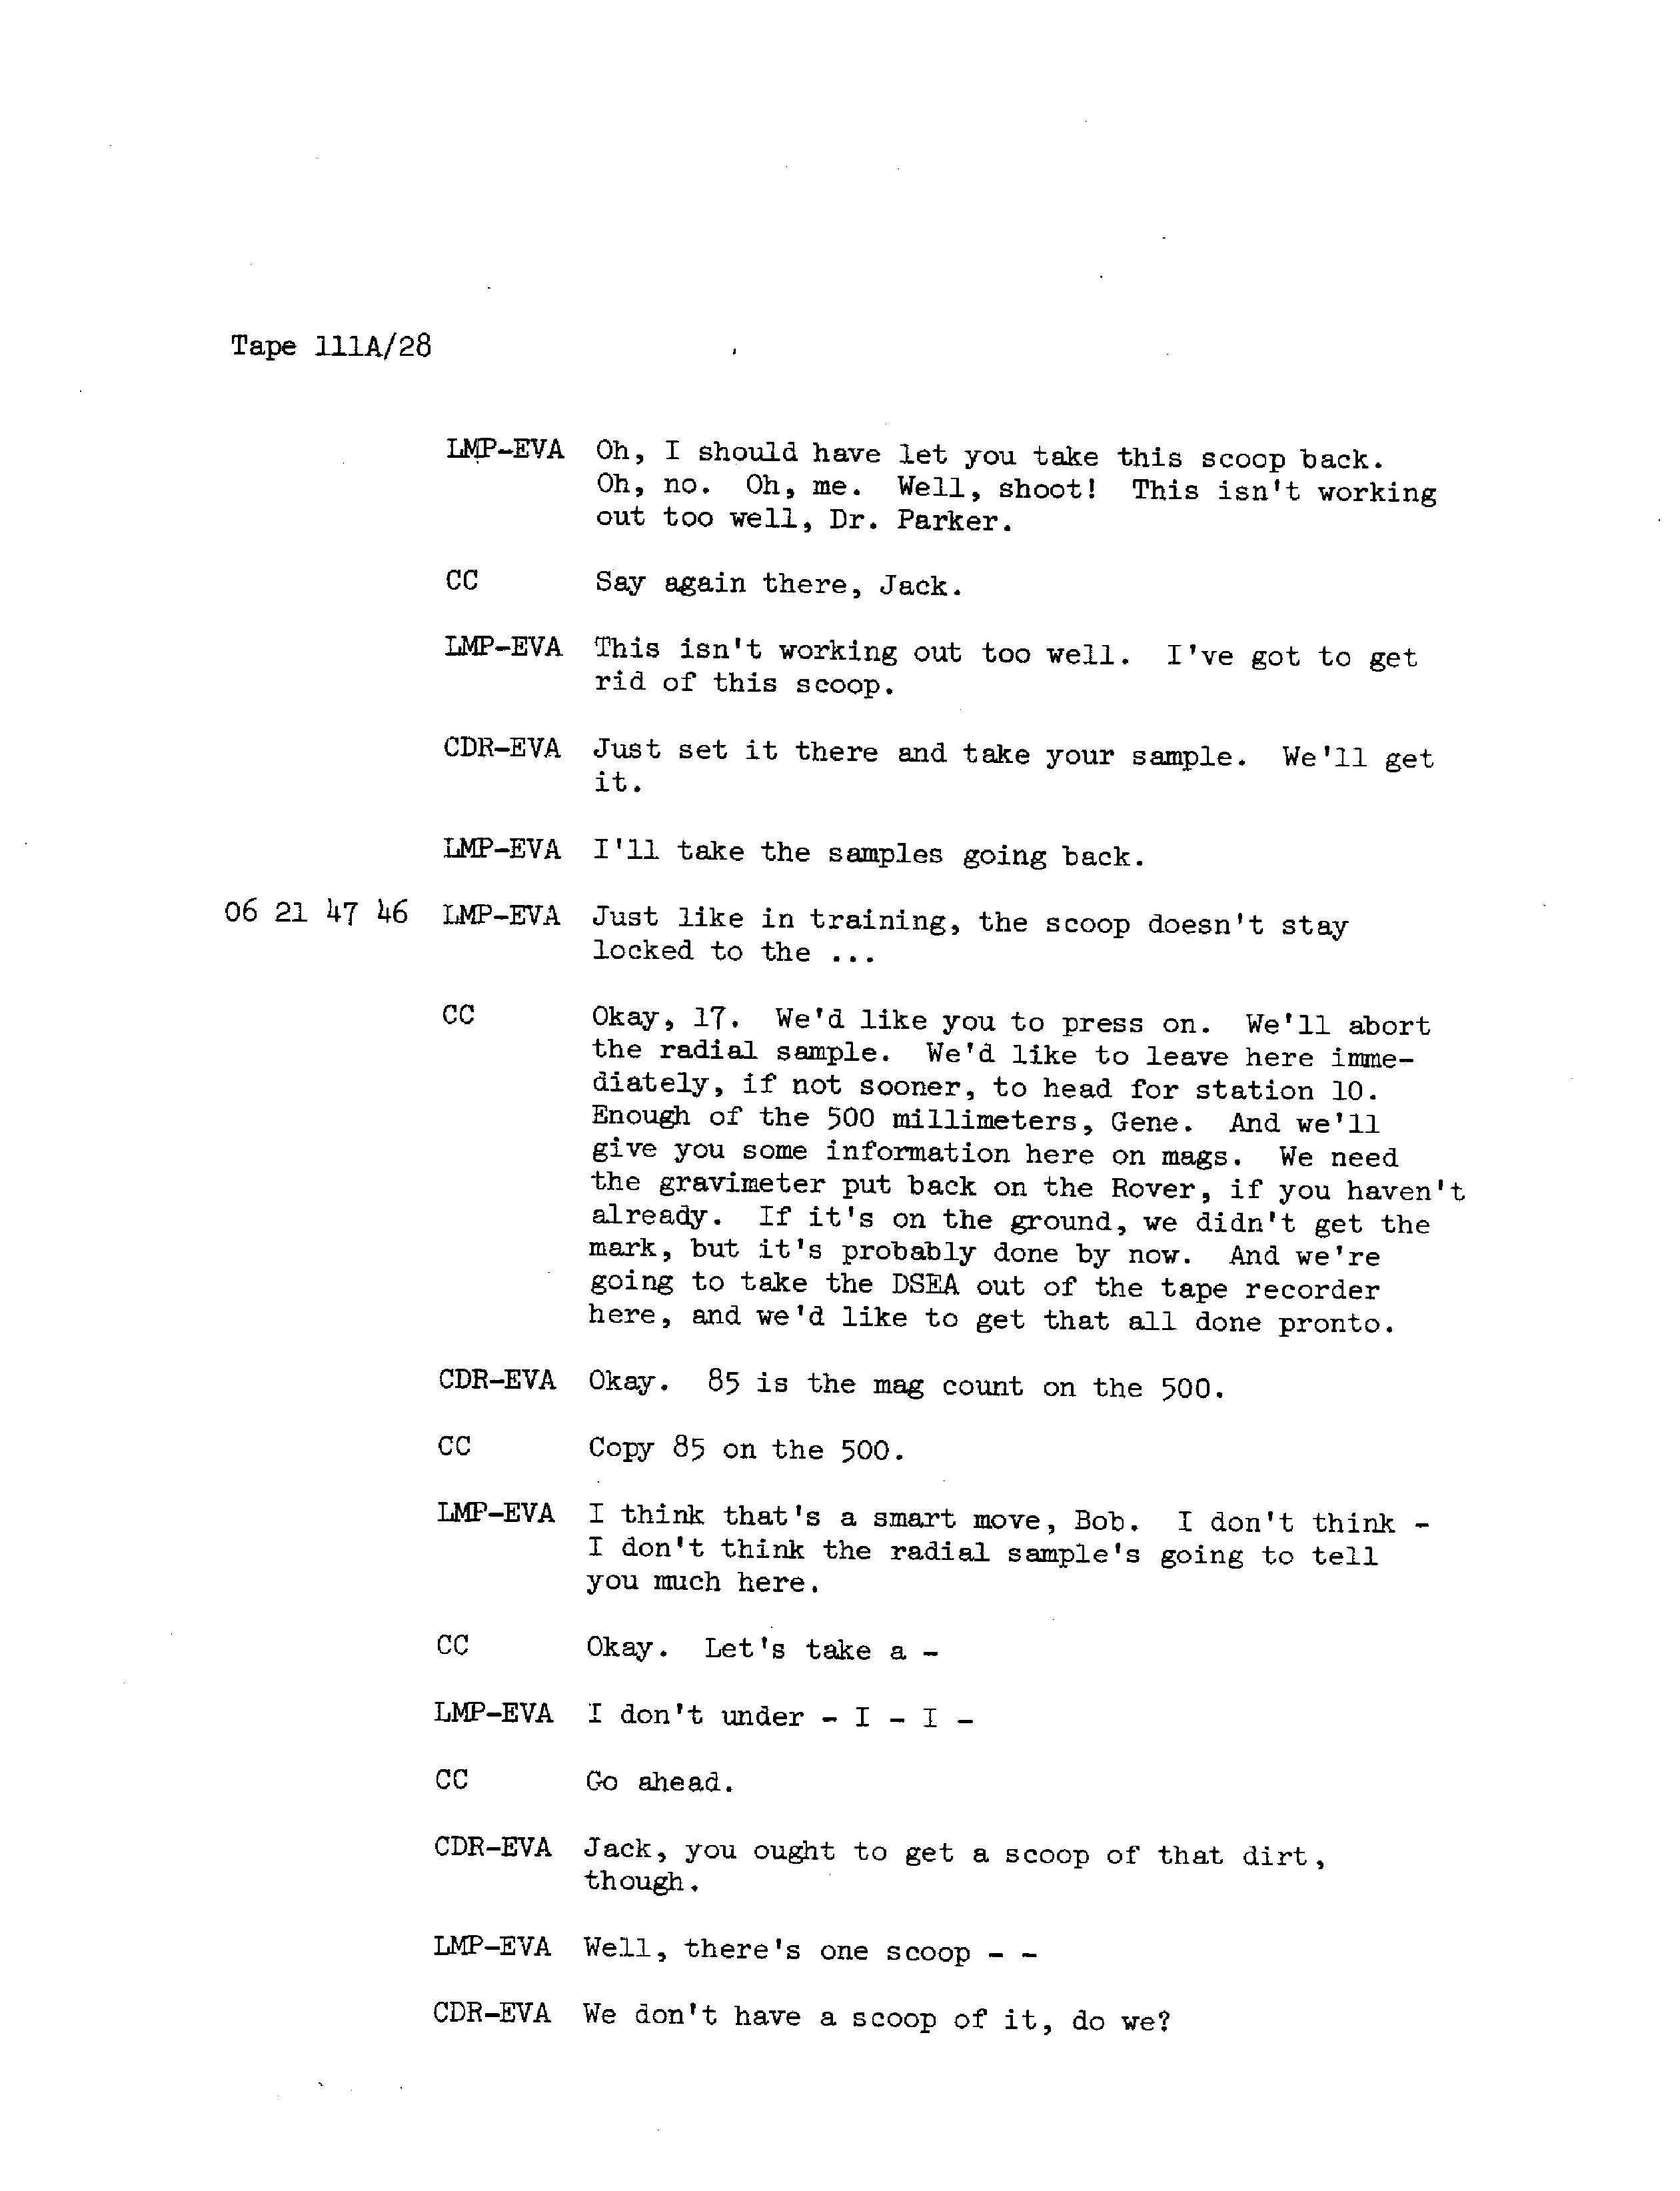 Tape 111A/28
LMP-EVA Oh, I should have let you take this scoop back.
Oh, no. Oh, me. Well, shoot! This isn't working
out too well, Dr. Parker.
CC Say again there, Jack.
LMP-EVA This isn't working out too well. I've got to get
rid of this scoop.
CDR-EVA Just set it there and take your sample. We'll get
it.
LMP-EVA I'll take the samples going back.
06 21 47 46 LMP-EVA Just like in training, the scoop doesn't stay
locked to the ...
CC Okay, 17. We'd like you to press on. We'll abort
the radial sample. We'd like to leave here imme-
diately, if not sooner, to head for station 10.
Enough of the 500 millimeters, Gene. And we'll
give you some information here on mags. We need
the gravimeter put back on the Rover, if you haven't
already. If it's on the ground, we didn't get the
mark, but it's probably done by now. And we're
going to take the DSEA out of the tape recorder
here, and we'd like to get that all done pronto.
CDR-EVA Okay. 85 is the mag count on the 500.
CC Copy 85 on the 500.
LMP-EVA I think that's a smart move, Bob. I don't think -
I don't think the radial sample's going to tell
you much here.
CC Okay. Let's take a -
LMP-EVA I don't under - I - I -
CC Go ahead.
CDR-EVA Jack, you ought to get a scoop of that dirt,
though.
LMP-EVA Well, there's one scoop - -
CDR-EVA We don't have a scoop of it, do we?